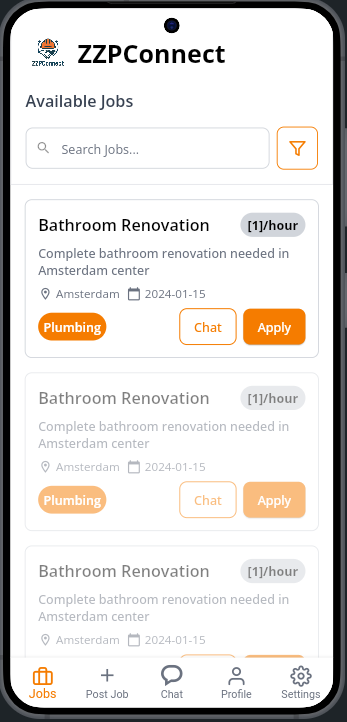 ZZPConnect
ZZPConnect
Available Jobs
Search Jobs...
Bathroom Renovation [1]/hour
Complete bathroom renovation needed in
Amsterdam center
Amsterdam 2024-01-15
Plumbing Chat Apply
Bathroom Renovation [1]/hour
Complete bathroom renovation needed in
Amsterdam center
Amsterdam 2024-01-15
Plumbing Chat Apply
Bathroom Renovation [1]/hour
Complete bathroom renovation needed in
Amsterdam center
Amsterdam 2024-01-15
Jobs Post Job Chat Profile Settings